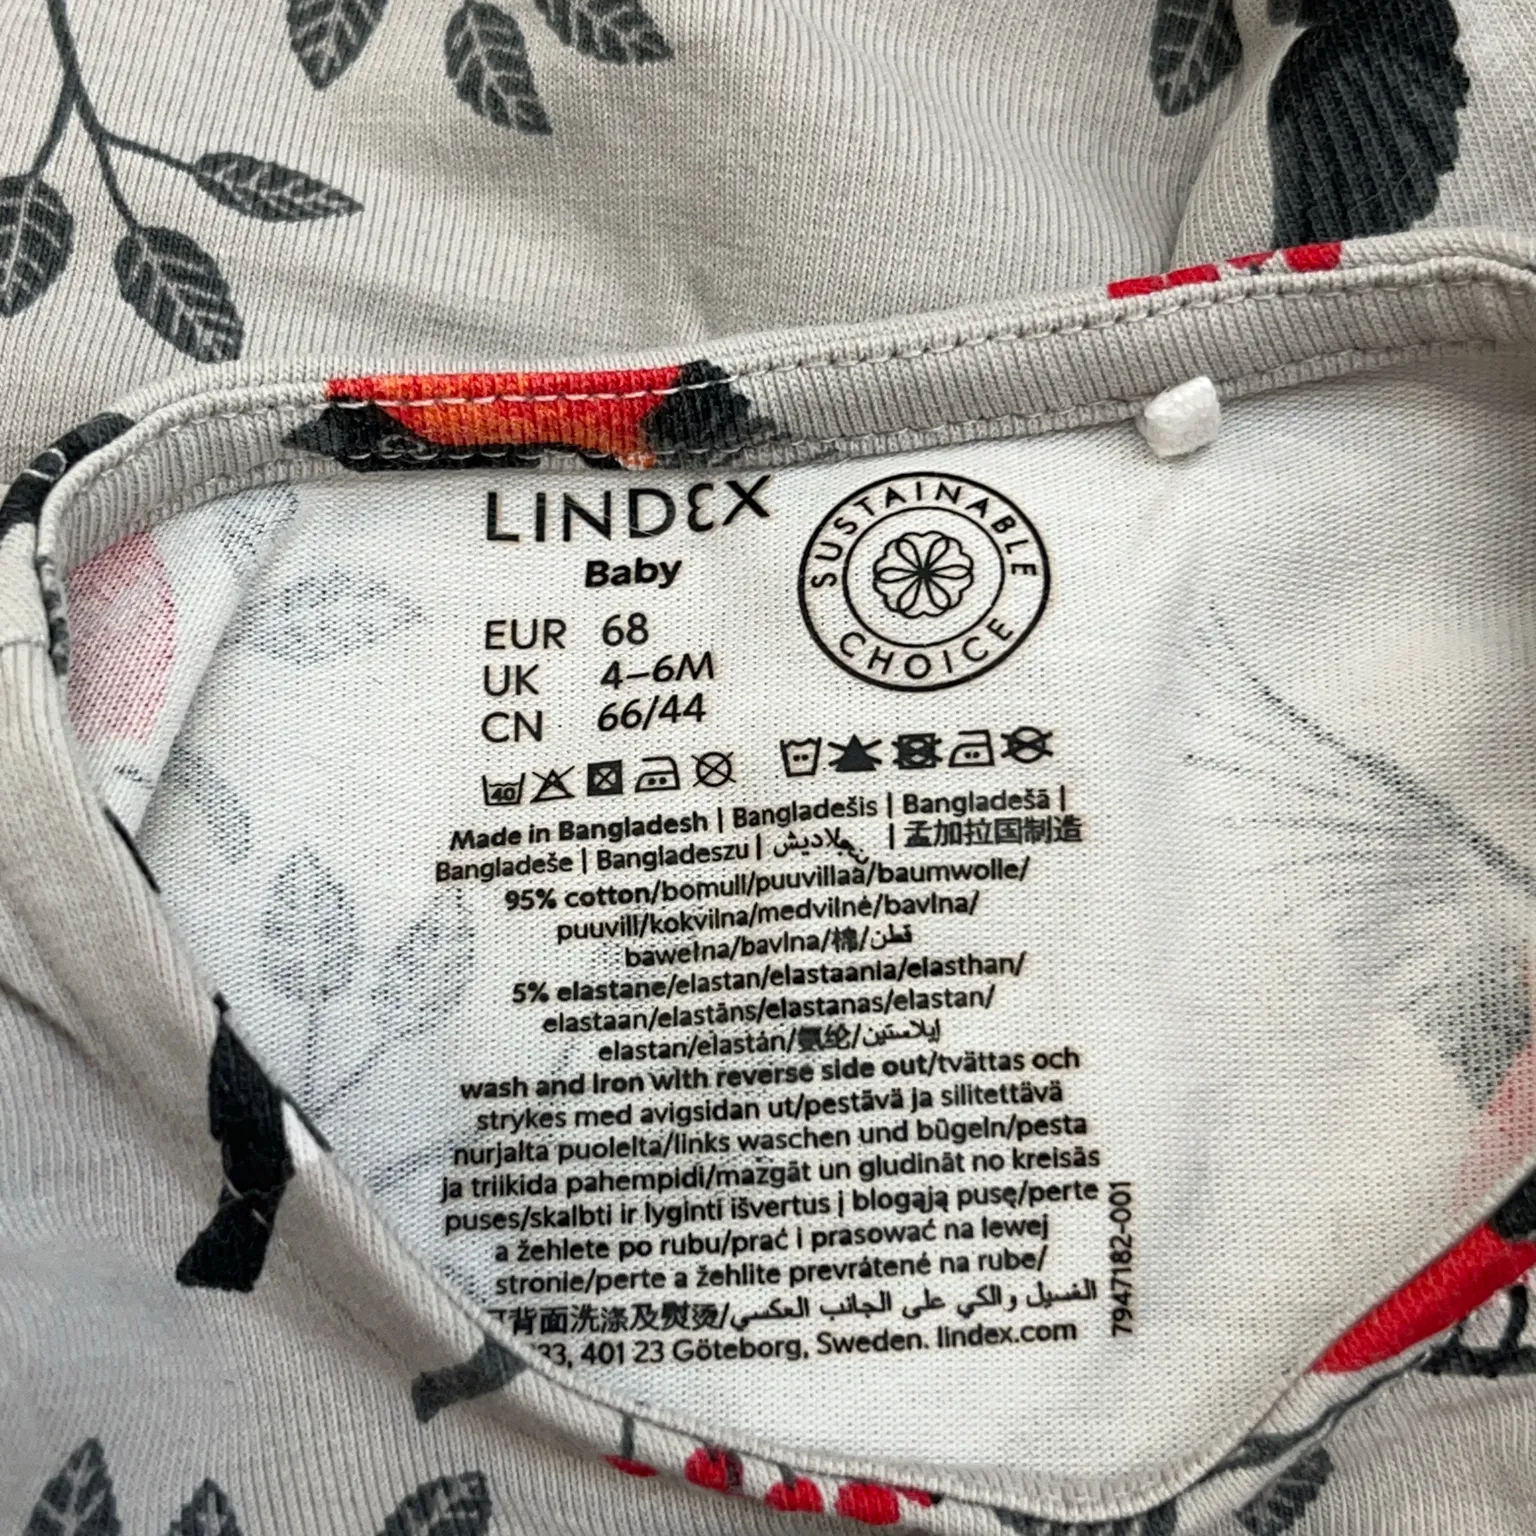 LINDEX
Baby
SUSTAINABLE CHOICE
EUR 68
UK 4–6M
CN 66/44
40
Made in Bangladesh | Bangladešis | Bangladešā |
Bangladeše | Bangladeszu | | 孟加拉国制造
95% cotton/bomull/puuvillaa/baumwolle/
puuvill/kokvilna/medvilnė/bavlna/
bawełna/bavlna/棉/قطن
5% elastane/elastan/elastaania/elasthan/
elastaan/elastāns/elastanas/elastan/
elastan/elastán/氨纶/إيلاستين
wash and iron with reverse side out/tvättas och
strykes med avigsidan ut/pestävä ja silitettävä
nurjalta puolelta/links waschen und bügeln/pesta
ja triikida pahempidi/mazgāt un gludināt no kreisās
puses/skalbti ir lyginti išvertus į blogąją pusę/perte
a žehlete po rubu/prać i prasować na lewej
stronie/perte a žehlite prevrátené na rube/
背面洗涤及熨烫/الغسيل والكي على الجانب العكسي
33, 401 23 Göteborg, Sweden. lindex.com
7947182-001